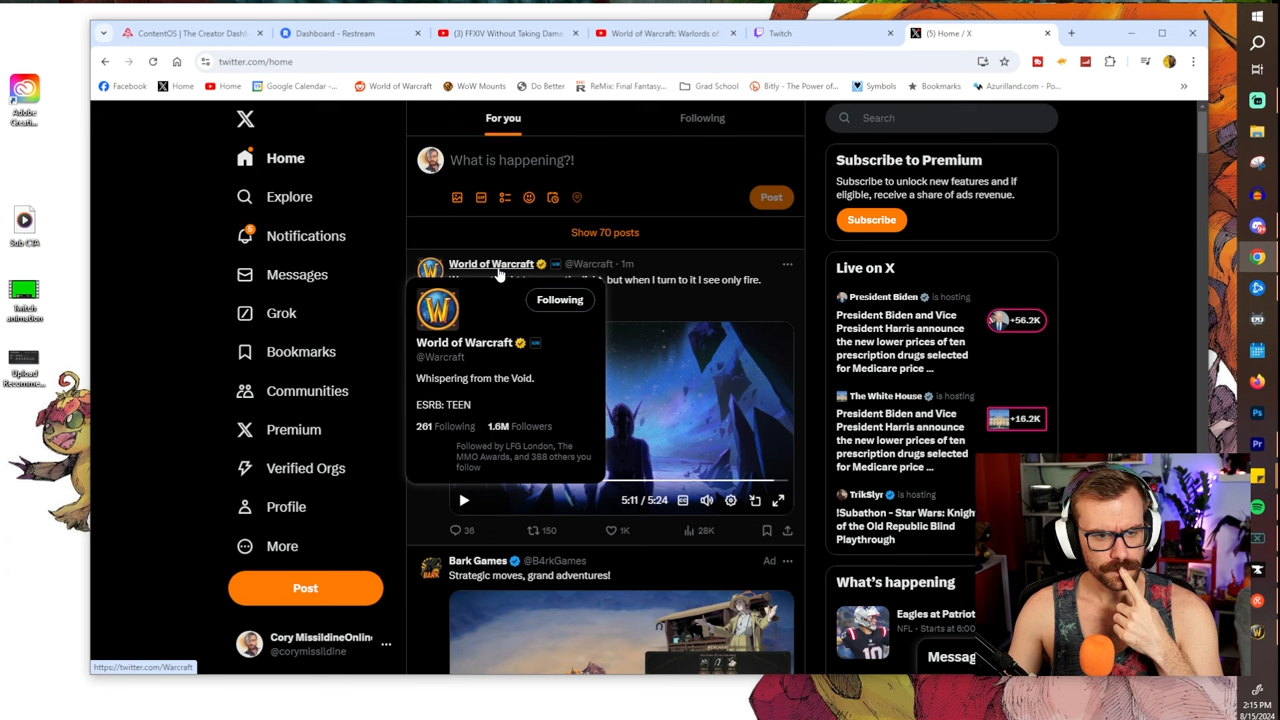 ContentOS | The Creator Dashb
Dashboard - Restream
(3) FFXIV Without Taking Dama
World of Warcraft: Warlords of
Twitch
(5) Home / X
twitter.com/home
Facebook
Home
Home
Google Calendar -...
World of Warcraft
WoW Mounts
Do Better
ReMix: Final Fantasy...
Grad School
Bitly - The Power of...
Symbols
Bookmarks
Azurilland.com - Po...
Adobe
Creati...
Sub CTA
Twitch
animation
Upload
Recomme...
Home
Explore
5
Notifications
Messages
Grok
Bookmarks
Communities
Premium
Verified Orgs
Profile
More
Post
Cory MissildineOnline
@corymissildine
https://twitter.com/Warcraft
For you
Following
What is happening?!
Post
Show 70 posts
World of Warcraft @Warcraft · 1m
but when I turn to it I see only fire.
Following
World of Warcraft
@Warcraft
Whispering from the Void.
ESRB: TEEN
261 Following 1.6M Followers
Followed by LFG London, The
MMO Awards, and 388 others you
follow
5:11 / 5:24
36
150
1K
28K
Bark Games @B4rkGames
Ad
Strategic moves, grand adventures!
Search
Subscribe to Premium
Subscribe to unlock new features and if
eligible, receive a share of ads revenue.
Subscribe
Live on X
President Biden is hosting
President Biden and Vice
President Harris announce
the new lower prices of ten
prescription drugs selected
for Medicare price ...
+56.2K
The White House is hosting
President Biden and Vice
President Harris announce
the new lower prices of ten
prescription drugs selected
for Medicare price ...
+16.2K
TrikSlyr is hosting
!Subathon - Star Wars: Knigh
of the Old Republic Blind
Playthrough
What's happening
Eagles at Patriot
NFL · Starts at 6:00
Messag
2:15 PM
8/15/2024